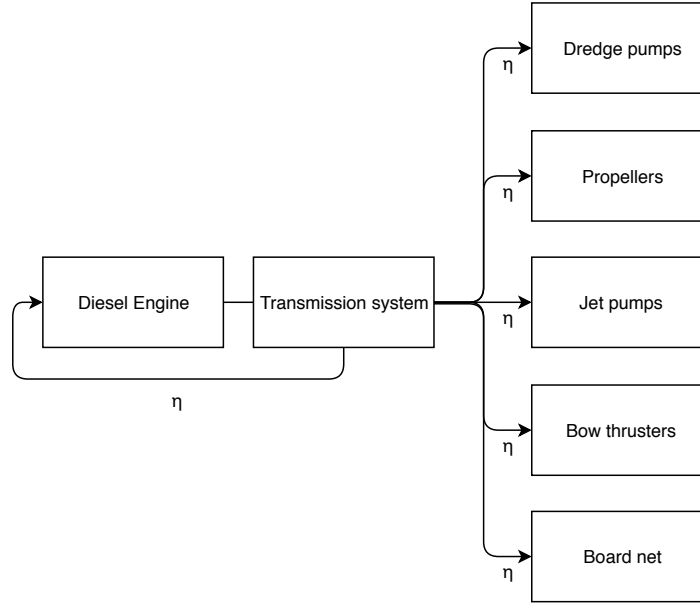 Dredge pumps
η
Propellers
η
Diesel Engine
Transmission system
Jet pumps
η
η
Bow thrusters
η
Board net
η